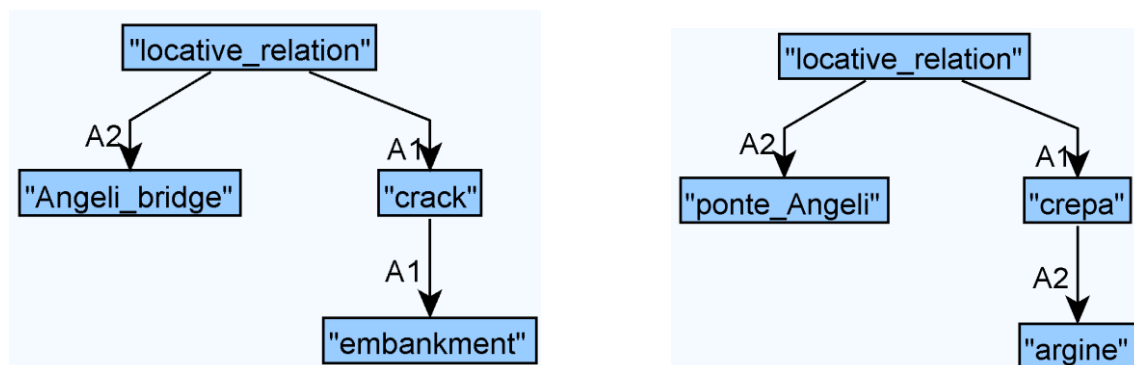 "locative_relation"
A2
A1
"Angeli_bridge"
"crack"
A1
"embankment"
"locative_relation"
A2
A1
"ponte_Angeli"
"crepa"
A2
"argine"